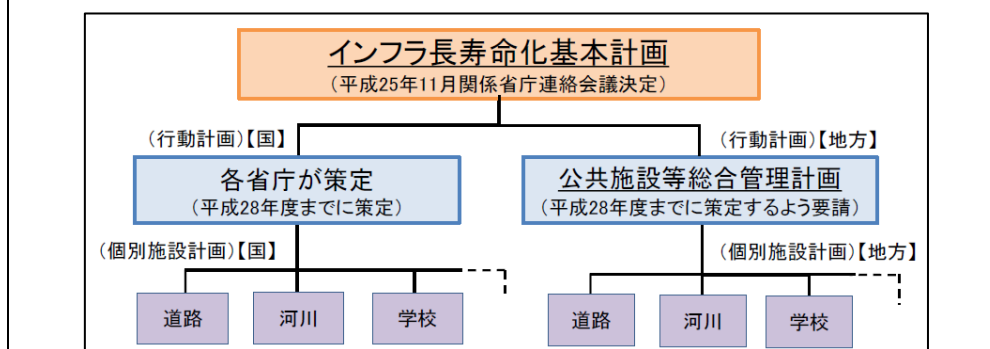 インフラ長寿命化基本計画
（平成25年11月関係省庁連絡会議決定）
（行動計画）【国】
（行動計画）【地方】
各省庁が策定
（平成28年度までに策定）
公共施設等総合管理計画
（平成28年度までに策定するよう要請）
（個別施設計画）【国】
（個別施設計画）【地方】
道路
河川
学校
道路
河川
学校